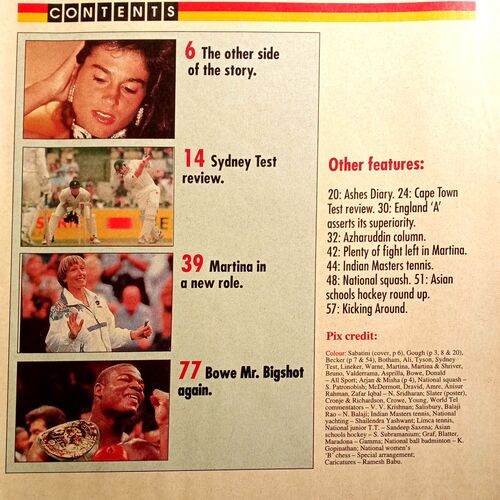 CONTENTS
6 The other side
of the story.
14 Sydney Test
review.
39 Martina in
a new role.
77 Bowe Mr. Bigshot
again.
Other features:
20: Ashes Diary. 24: Cape Town
Test review. 30: England ‘A’
asserts its superiority.
32: Azharuddin column.
42: Plenty of fight left in Martina.
44: Indian Masters tennis.
48: National squash. 51: Asian
schools hockey round up.
57: Kicking Around.
Pix credit:
Colour: Sabatini (cover, p 6), Gough (p 3, 8 & 20),
Becker (p 7 & 54), Botham, Ali, Tyson, Sydney
Test, Lineker, Warne, Martina, Martina & Shriver,
Bruno, Valderrama, Asprilla, Bowe, Donald
– All Sport; Arjan & Misha (p 4), National squash –
S. Patronobish; McDermott, Dravid, Amre, Anisur
Rahman, Zafar Iqbal – N. Sridharan; Slater (poster),
Cronje & Richardson, Crowe, Young, World Tel
commentators – V. V. Krishnan; Salisbury, Balaji
Rao – N. Balaji; Indian Masters tennis, National
yachting – Shailendra Yashwant; Limca tennis,
National junior T.T. – Sandeep Saxena; Asian
schools hockey – S. Subramanium; Graf, Blatter,
Maradona – Gamma; National ball badminton – K.
Gopinathan; National women's
‘B’ chess – Special arrangement;
Caricatures – Ramesh Babu.